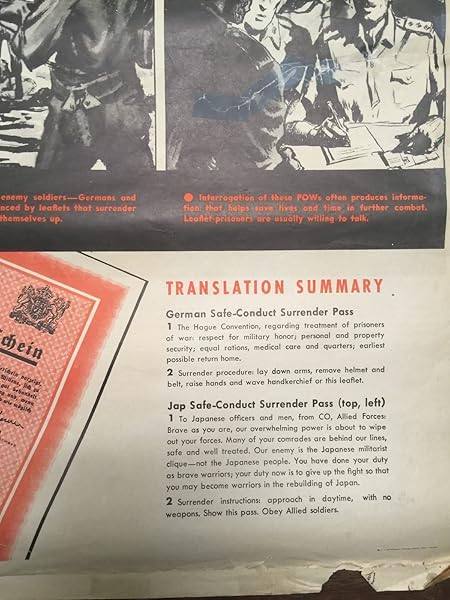 enemy soldiers—Germans and
nced by leaflets that surrender
themselves up.
● Interrogation of these POWs often produces informa-
tion that helps save lives and time in further combat.
Leaflet-prisoners are usually willing to talk.
schein
TRANSLATION SUMMARY
German Safe-Conduct Surrender Pass
1 The Hague Convention, regarding treatment of prisoners
of war: respect for military honor; personal and property
security; equal rations, medical care and quarters; earliest
possible return home.
2 Surrender procedure: lay down arms, remove helmet and
belt, raise hands and wave handkerchief or this leaflet.
Jap Safe-Conduct Surrender Pass (top, left)
1 To Japanese officers and men, from CO, Allied Forces:
Brave as you are, our overwhelming power is about to wipe
out your forces. Many of your comrades are behind our lines,
safe and well treated. Our enemy is the Japanese militarist
clique—not the Japanese people. You have done your duty
as brave warriors; your duty now is to give up the fight so that
you may become warriors in the rebuilding of Japan.
2 Surrender instructions: approach in daytime, with no
weapons. Show this pass. Obey Allied soldiers.